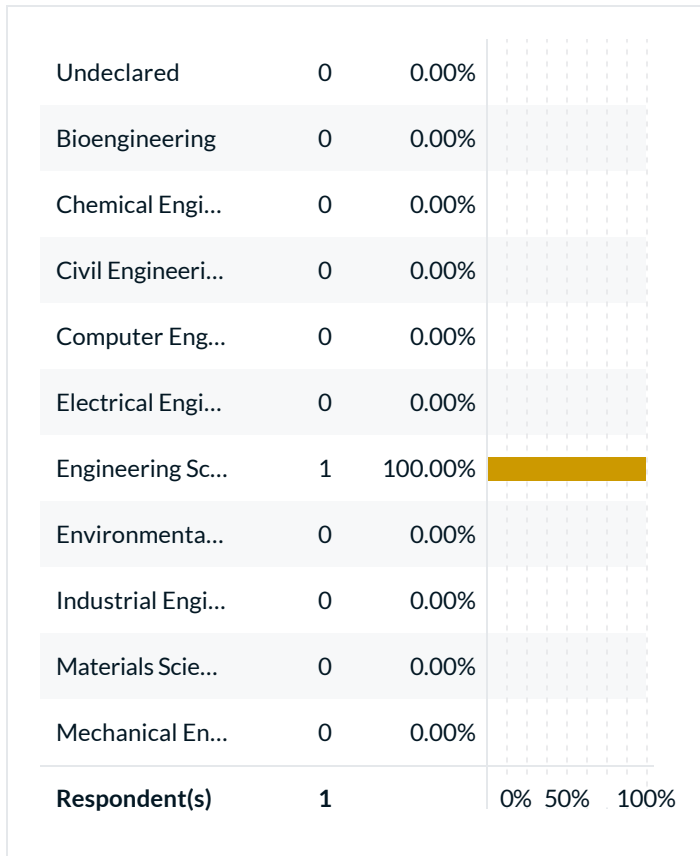 Undeclared 0 0.00%
Bioengineering 0 0.00%
Chemical Engi... 0 0.00%
Civil Engineeri... 0 0.00%
Computer Eng... 0 0.00%
Electrical Engi... 0 0.00%
Engineering Sc... 1 100.00%
Environmenta... 0 0.00%
Industrial Engi... 0 0.00%
Materials Scie... 0 0.00%
Mechanical En... 0 0.00%
Respondent(s) 1 0% 50% 100%